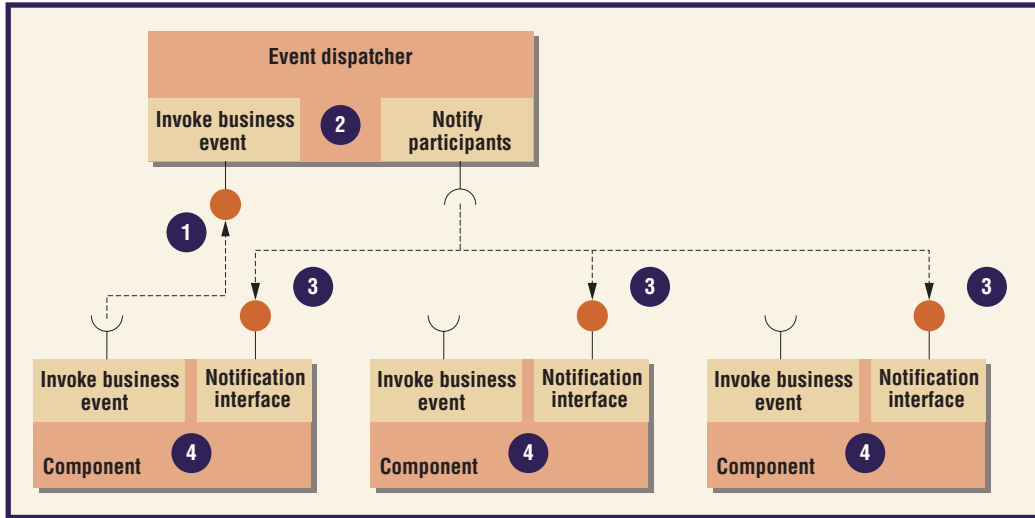 Event dispatcher
Invoke business
event
2
Notify
participants
1
3
3
3
Invoke business
event
Notification
interface
4
Component
Invoke business
event
Notification
interface
4
Component
Invoke business
event
Notification
interface
4
Component